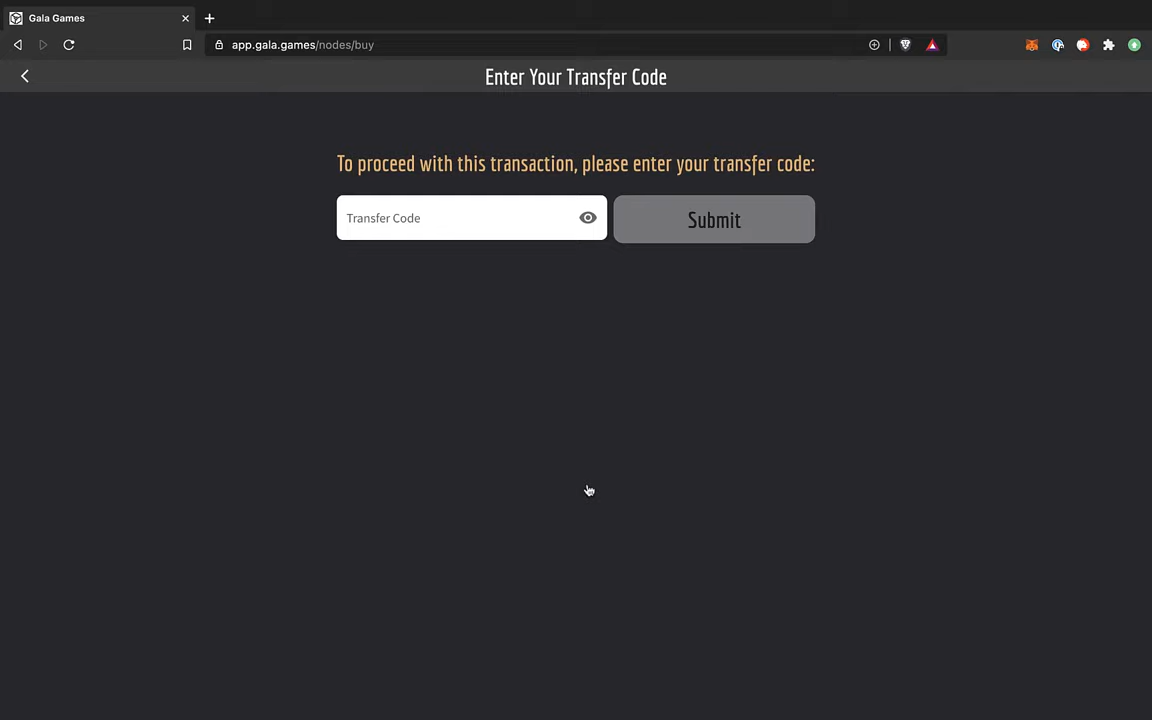 Gala Games
app.gala.games/nodes/buy
Enter Your Transfer Code
To proceed with this transaction, please enter your transfer code:
Transfer Code
Submit